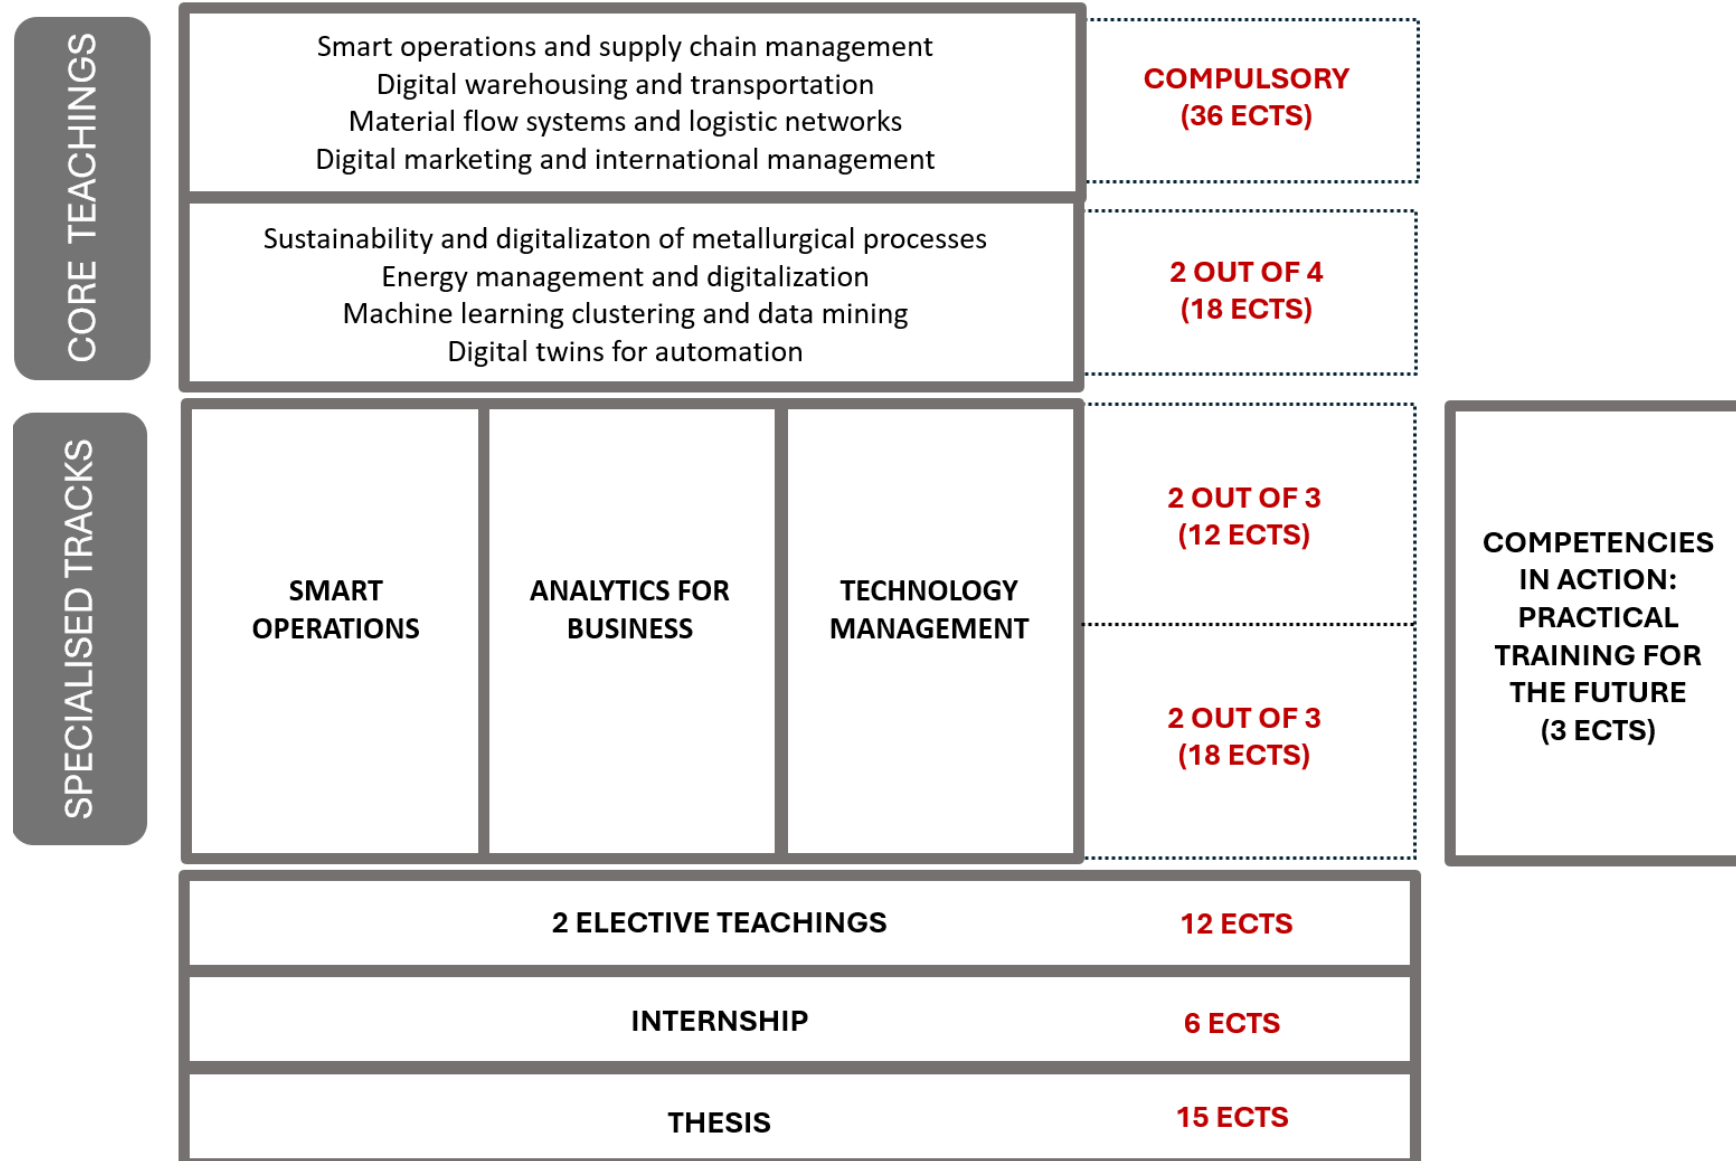 CORE TEACHINGS
Smart operations and supply chain management
Digital warehousing and transportation
Material flow systems and logistic networks
Digital marketing and international management
COMPULSORY
(36 ECTS)
Sustainability and digitalizaton of metallurgical processes
Energy management and digitalization
Machine learning clustering and data mining
Digital twins for automation
2 OUT OF 4
(18 ECTS)
SPECIALISED TRACKS
SMART
OPERATIONS
ANALYTICS FOR
BUSINESS
TECHNOLOGY
MANAGEMENT
2 OUT OF 3
(12 ECTS)
2 OUT OF 3
(18 ECTS)
COMPETENCIES
IN ACTION:
PRACTICAL
TRAINING FOR
THE FUTURE
(3 ECTS)
2 ELECTIVE TEACHINGS
12 ECTS
INTERNSHIP
6 ECTS
THESIS
15 ECTS